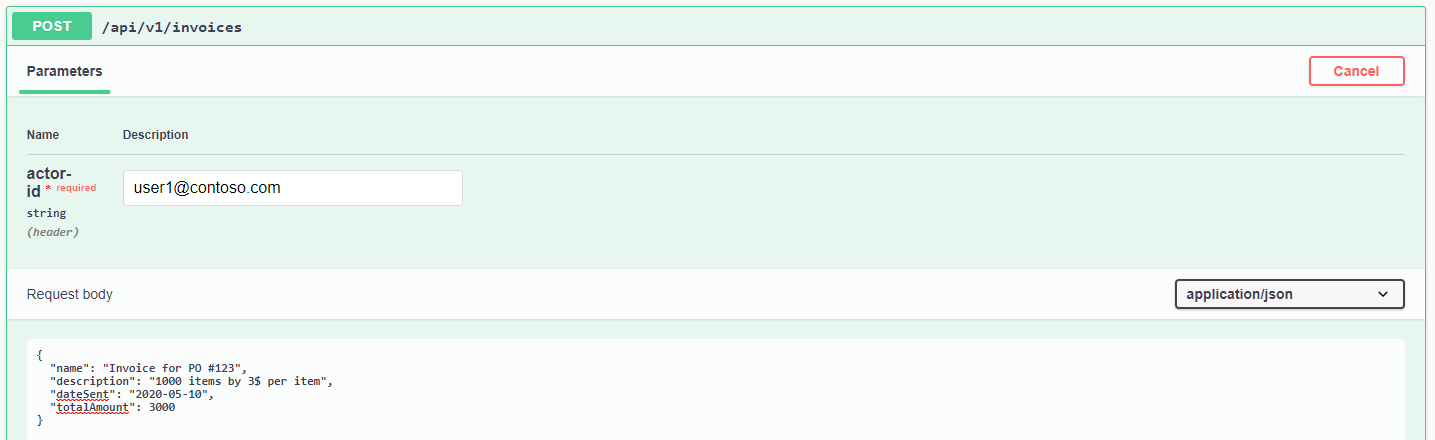 POST /api/v1/invoices
Parameters Cancel
Name Description
actor-
id * required
user1@contoso.com
string
(header)
Request body application/json
{
"name": "Invoice for PO #123",
"description": "1000 items by 3$ per item",
"dateSent": "2020-05-10",
"totalAmount": 3000
}